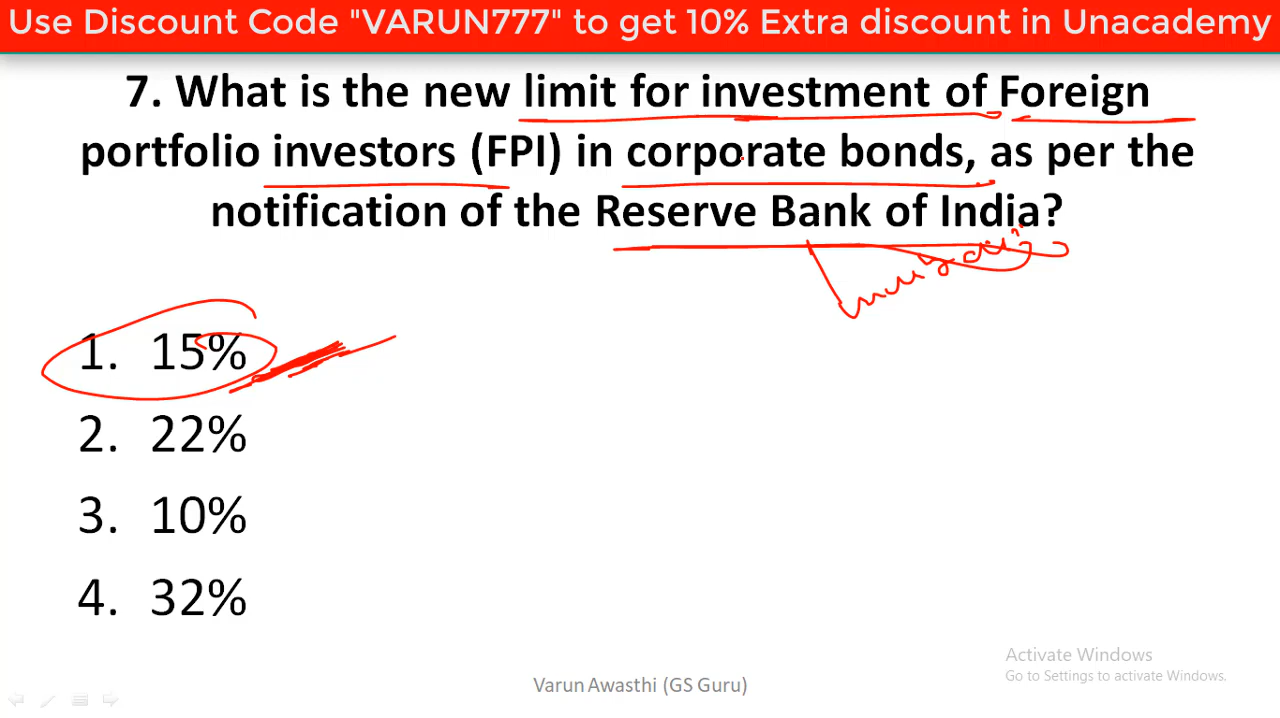 Use Discount Code "VARUN777" to get 10% Extra discount in Unacademy
7. What is the new limit for investment of Foreign
portfolio investors (FPI) in corporate bonds, as per the
notification of the Reserve Bank of India?
1. 15%
2. 22%
3. 10%
4. 32%
Activate Windows
Go to Settings to activate Windows.
Varun Awasthi (GS Guru)